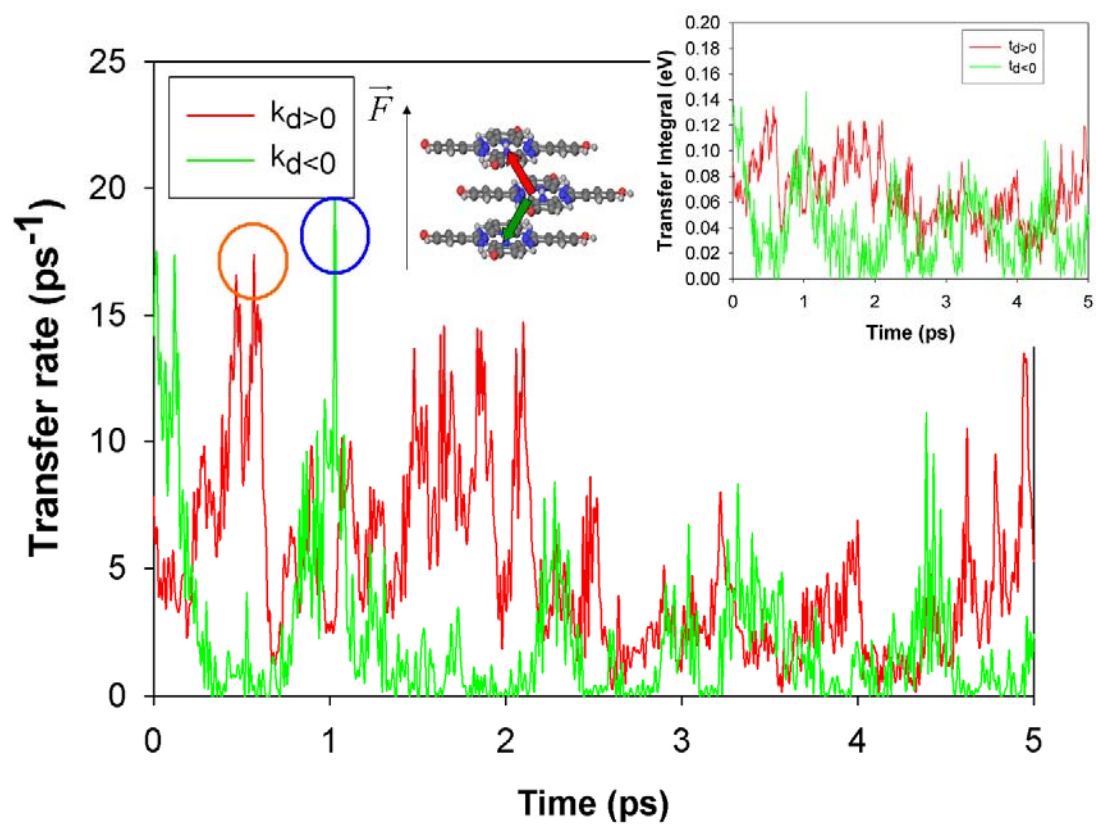 25
20
15
10
5
0
Transfer rate (ps-1)
kd>0
kd<0
F
0 1 2 3 4 5
Time (ps)
0.20
0.18
0.16
0.14
0.12
0.10
0.08
0.06
0.04
0.02
0.00
Transfer Integral (eV)
td>0
td<0
0 1 2 3 4 5
Time (ps)